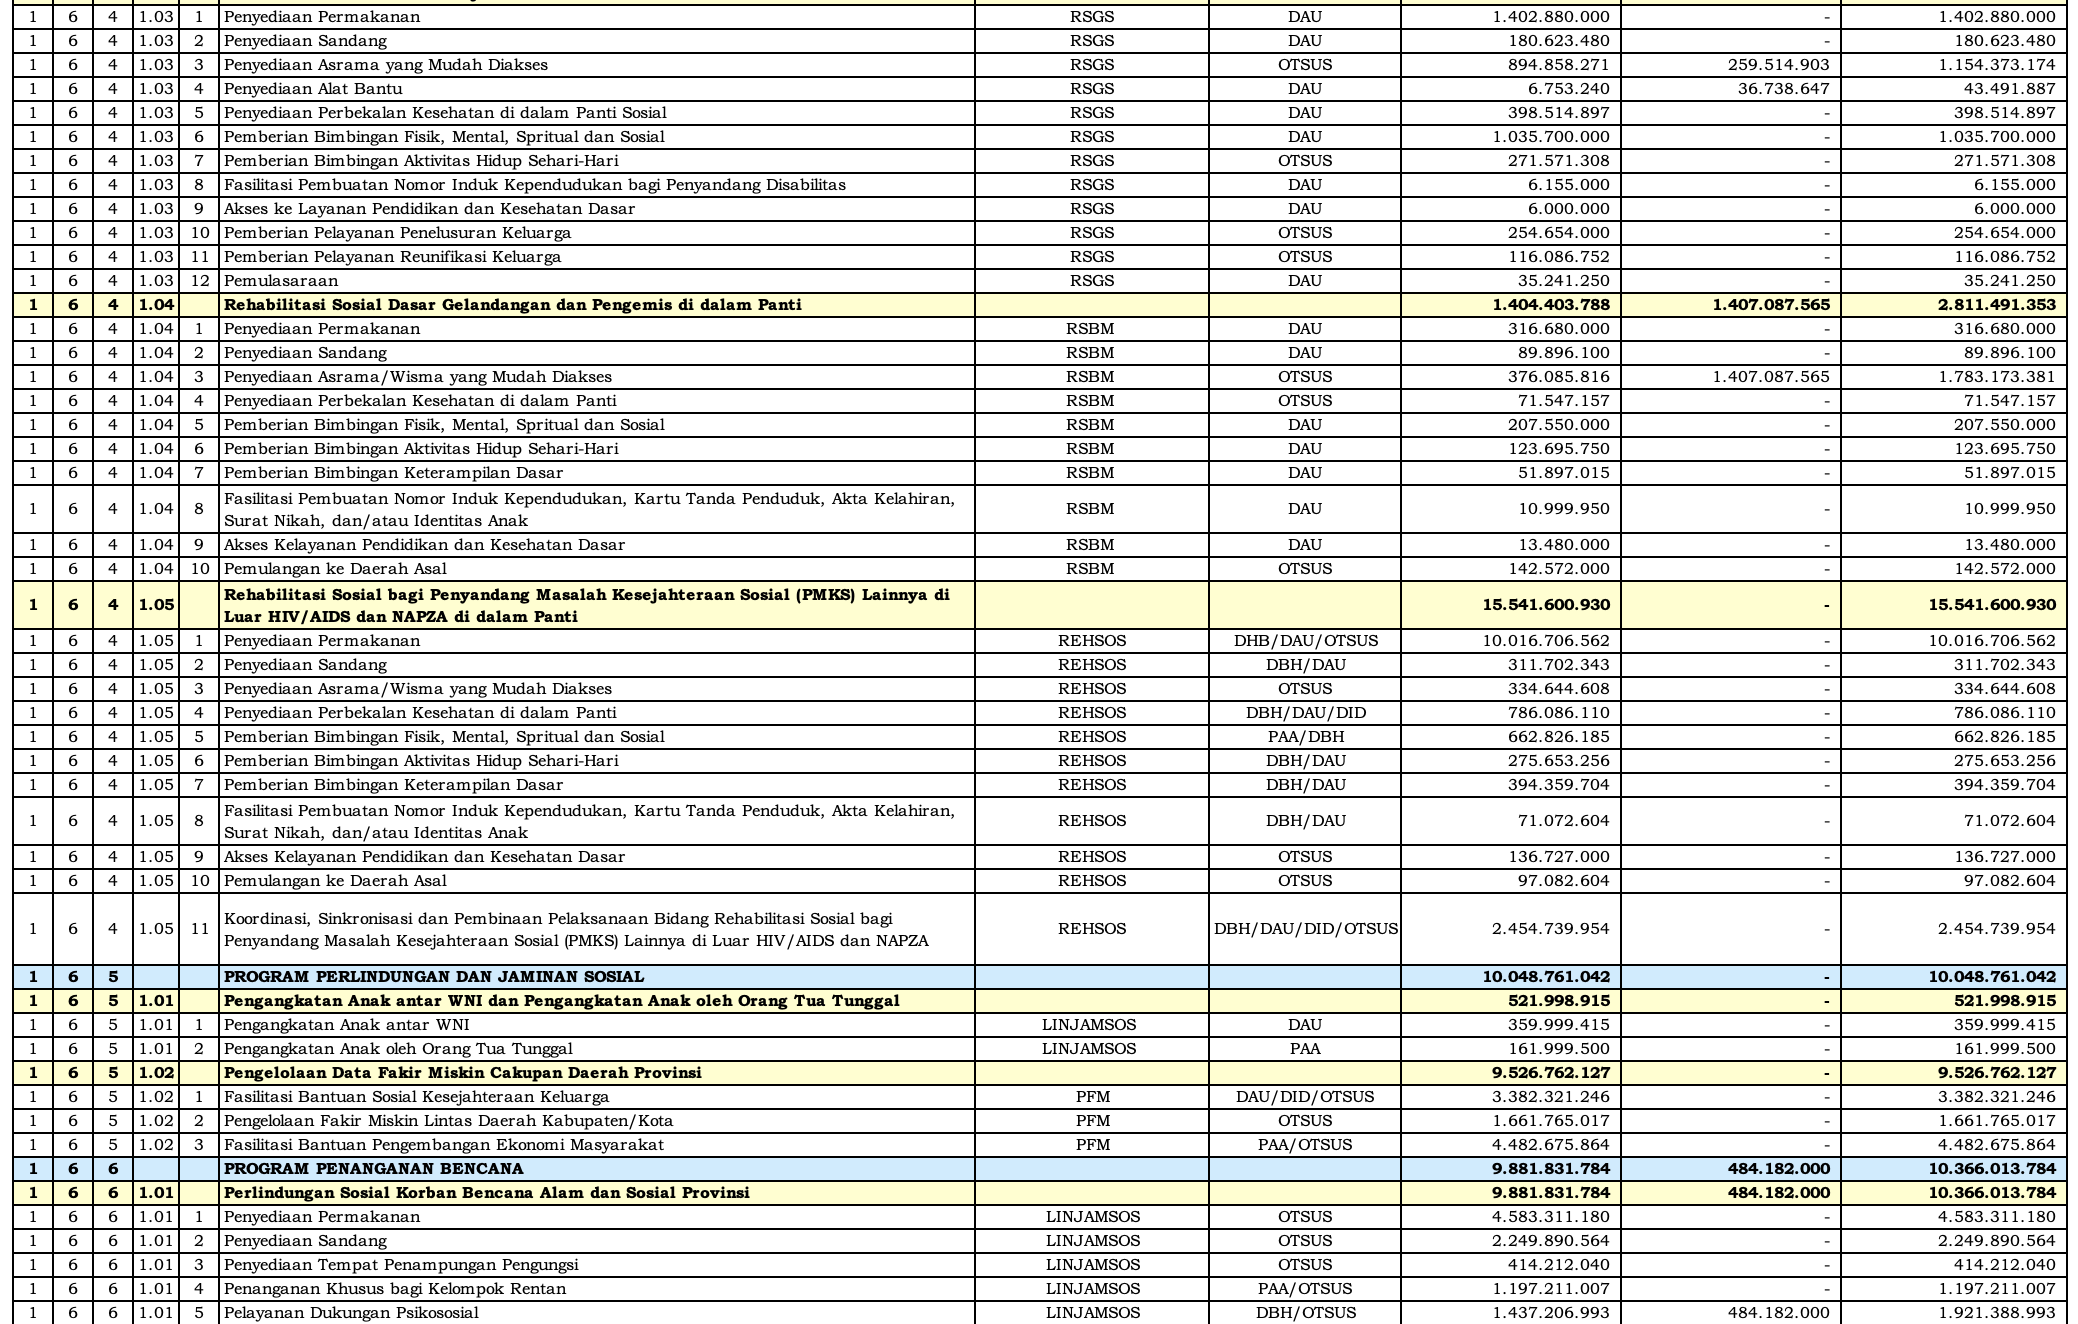 1 6 4 1.03 1 Penyediaan Permakanan RSGS DAU 1.402.880.000 - 1.402.880.000
1 6 4 1.03 2 Penyediaan Sandang RSGS DAU 180.623.480 - 180.623.480
1 6 4 1.03 3 Penyediaan Asrama yang Mudah Diakses RSGS OTSUS 894.858.271 259.514.903 1.154.373.174
1 6 4 1.03 4 Penyediaan Alat Bantu RSGS DAU 6.753.240 36.738.647 43.491.887
1 6 4 1.03 5 Penyediaan Perbekalan Kesehatan di dalam Panti Sosial RSGS DAU 398.514.897 - 398.514.897
1 6 4 1.03 6 Pemberian Bimbingan Fisik, Mental, Spritual dan Sosial RSGS DAU 1.035.700.000 - 1.035.700.000
1 6 4 1.03 7 Pemberian Bimbingan Aktivitas Hidup Sehari-Hari RSGS OTSUS 271.571.308 - 271.571.308
1 6 4 1.03 8 Fasilitasi Pembuatan Nomor Induk Kependudukan bagi Penyandang Disabilitas RSGS DAU 6.155.000 - 6.155.000
1 6 4 1.03 9 Akses ke Layanan Pendidikan dan Kesehatan Dasar RSGS DAU 6.000.000 - 6.000.000
1 6 4 1.03 10 Pemberian Pelayanan Penelusuran Keluarga RSGS OTSUS 254.654.000 - 254.654.000
1 6 4 1.03 11 Pemberian Pelayanan Reunifikasi Keluarga RSGS OTSUS 116.086.752 - 116.086.752
1 6 4 1.03 12 Pemulasaraan RSGS DAU 35.241.250 - 35.241.250
1 6 4 1.04 Rehabilitasi Sosial Dasar Gelandangan dan Pengemis di dalam Panti 1.404.403.788 1.407.087.565 2.811.491.353
1 6 4 1.04 1 Penyediaan Permakanan RSBM DAU 316.680.000 - 316.680.000
1 6 4 1.04 2 Penyediaan Sandang RSBM DAU 89.896.100 - 89.896.100
1 6 4 1.04 3 Penyediaan Asrama/Wisma yang Mudah Diakses RSBM OTSUS 376.085.816 1.407.087.565 1.783.173.381
1 6 4 1.04 4 Penyediaan Perbekalan Kesehatan di dalam Panti RSBM OTSUS 71.547.157 - 71.547.157
1 6 4 1.04 5 Pemberian Bimbingan Fisik, Mental, Spritual dan Sosial RSBM DAU 207.550.000 - 207.550.000
1 6 4 1.04 6 Pemberian Bimbingan Aktivitas Hidup Sehari-Hari RSBM DAU 123.695.750 - 123.695.750
1 6 4 1.04 7 Pemberian Bimbingan Keterampilan Dasar RSBM DAU 51.897.015 - 51.897.015
1 6 4 1.04 8 Fasilitasi Pembuatan Nomor Induk Kependudukan, Kartu Tanda Penduduk, Akta Kelahiran,
Surat Nikah, dan/atau Identitas Anak RSBM DAU 10.999.950 - 10.999.950
1 6 4 1.04 9 Akses Kelayanan Pendidikan dan Kesehatan Dasar RSBM DAU 13.480.000 - 13.480.000
1 6 4 1.04 10 Pemulangan ke Daerah Asal RSBM OTSUS 142.572.000 - 142.572.000
1 6 4 1.05 Rehabilitasi Sosial bagi Penyandang Masalah Kesejahteraan Sosial (PMKS) Lainnya di
Luar HIV/AIDS dan NAPZA di dalam Panti 15.541.600.930 - 15.541.600.930
1 6 4 1.05 1 Penyediaan Permakanan REHSOS DHB/DAU/OTSUS 10.016.706.562 - 10.016.706.562
1 6 4 1.05 2 Penyediaan Sandang REHSOS DBH/DAU 311.702.343 - 311.702.343
1 6 4 1.05 3 Penyediaan Asrama/Wisma yang Mudah Diakses REHSOS OTSUS 334.644.608 - 334.644.608
1 6 4 1.05 4 Penyediaan Perbekalan Kesehatan di dalam Panti REHSOS DBH/DAU/DID 786.086.110 - 786.086.110
1 6 4 1.05 5 Pemberian Bimbingan Fisik, Mental, Spritual dan Sosial REHSOS PAA/DBH 662.826.185 - 662.826.185
1 6 4 1.05 6 Pemberian Bimbingan Aktivitas Hidup Sehari-Hari REHSOS DBH/DAU 275.653.256 - 275.653.256
1 6 4 1.05 7 Pemberian Bimbingan Keterampilan Dasar REHSOS DBH/DAU 394.359.704 - 394.359.704
1 6 4 1.05 8 Fasilitasi Pembuatan Nomor Induk Kependudukan, Kartu Tanda Penduduk, Akta Kelahiran,
Surat Nikah, dan/atau Identitas Anak REHSOS DBH/DAU 71.072.604 - 71.072.604
1 6 4 1.05 9 Akses Kelayanan Pendidikan dan Kesehatan Dasar REHSOS OTSUS 136.727.000 - 136.727.000
1 6 4 1.05 10 Pemulangan ke Daerah Asal REHSOS OTSUS 97.082.604 - 97.082.604
1 6 4 1.05 11 Koordinasi, Sinkronisasi dan Pembinaan Pelaksanaan Bidang Rehabilitasi Sosial bagi
Penyandang Masalah Kesejahteraan Sosial (PMKS) Lainnya di Luar HIV/AIDS dan NAPZA REHSOS DBH/DAU/DID/OTSUS 2.454.739.954 - 2.454.739.954
1 6 5 PROGRAM PERLINDUNGAN DAN JAMINAN SOSIAL 10.048.761.042 - 10.048.761.042
1 6 5 1.01 Pengangkatan Anak antar WNI dan Pengangkatan Anak oleh Orang Tua Tunggal 521.998.915 - 521.998.915
1 6 5 1.01 1 Pengangkatan Anak antar WNI LINJAMSOS DAU 359.999.415 - 359.999.415
1 6 5 1.01 2 Pengangkatan Anak oleh Orang Tua Tunggal LINJAMSOS PAA 161.999.500 - 161.999.500
1 6 5 1.02 Pengelolaan Data Fakir Miskin Cakupan Daerah Provinsi 9.526.762.127 - 9.526.762.127
1 6 5 1.02 1 Fasilitasi Bantuan Sosial Kesejahteraan Keluarga PFM DAU/DID/OTSUS 3.382.321.246 - 3.382.321.246
1 6 5 1.02 2 Pengelolaan Fakir Miskin Lintas Daerah Kabupaten/Kota PFM OTSUS 1.661.765.017 - 1.661.765.017
1 6 5 1.02 3 Fasilitasi Bantuan Pengembangan Ekonomi Masyarakat PFM PAA/OTSUS 4.482.675.864 - 4.482.675.864
1 6 6 PROGRAM PENANGANAN BENCANA 9.881.831.784 484.182.000 10.366.013.784
1 6 6 1.01 Perlindungan Sosial Korban Bencana Alam dan Sosial Provinsi 9.881.831.784 484.182.000 10.366.013.784
1 6 6 1.01 1 Penyediaan Permakanan LINJAMSOS OTSUS 4.583.311.180 - 4.583.311.180
1 6 6 1.01 2 Penyediaan Sandang LINJAMSOS OTSUS 2.249.890.564 - 2.249.890.564
1 6 6 1.01 3 Penyediaan Tempat Penampungan Pengungsi LINJAMSOS OTSUS 414.212.040 - 414.212.040
1 6 6 1.01 4 Penanganan Khusus bagi Kelompok Rentan LINJAMSOS PAA/OTSUS 1.197.211.007 - 1.197.211.007
1 6 6 1.01 5 Pelayanan Dukungan Psikososial LINJAMSOS DBH/OTSUS 1.437.206.993 484.182.000 1.921.388.993